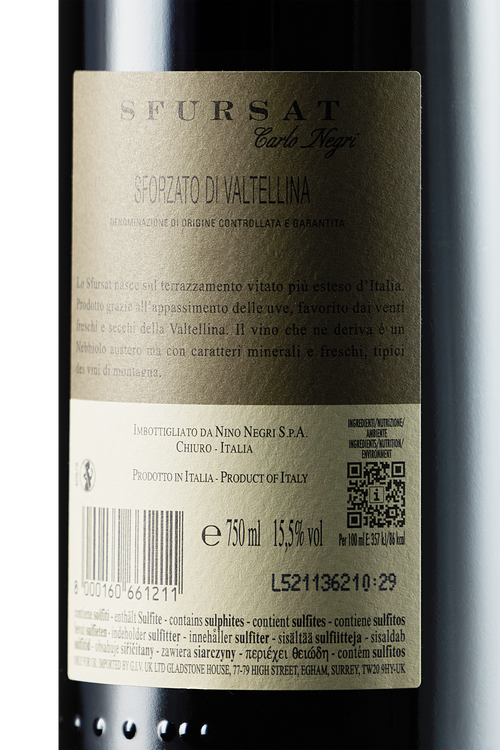 SFURSAT
Carlo Negri
SFORZATO DI VALTELLINA
DENOMINAZIONE DI ORIGINE CONTROLLATA E GARANTITA
Lo Sfursat nasce sul terrazzamento vitato più esteso d'Italia.
Prodotto grazie all'appassimento delle uve, favorito dai venti
freschi e secchi della Valtellina. Il vino che ne deriva è un
Nebbiolo austero ma con caratteri minerali e freschi, tipici
dei vini di montagna.
IMBOTTIGLIATO DA NINO NEGRI S.P.A.
CHIURO - ITALIA
PRODOTTO IN ITALIA - PRODUCT OF ITALY
INGREDIENTI/NUTRIZIONE/
AMBIENTE
INGREDIENTS/NUTRITION/
ENVIRONMENT
i
Per 100 ml E: 357 kJ/86 kcal
e 750 ml 15,5% vol
8 000160 661211
L521136210:29
contiene solfiti - enthält Sulfite - contains sulphites - contient sulfites - contiene sulfitos
sulfieten - indeholder sulfitter - innehåller sulfiter - sisältää sulfiitteja - sisaldab
- obsahuje siřičitany - zawiera siarczyny - περιέχει θειώδη - contém sulfitos
ONLY FOR UK: IMPORTED BY G.I.V. UK LTD GLADSTONE HOUSE, 77-79 HIGH STREET, EGHAM, SURREY, TW20 9HY-UK